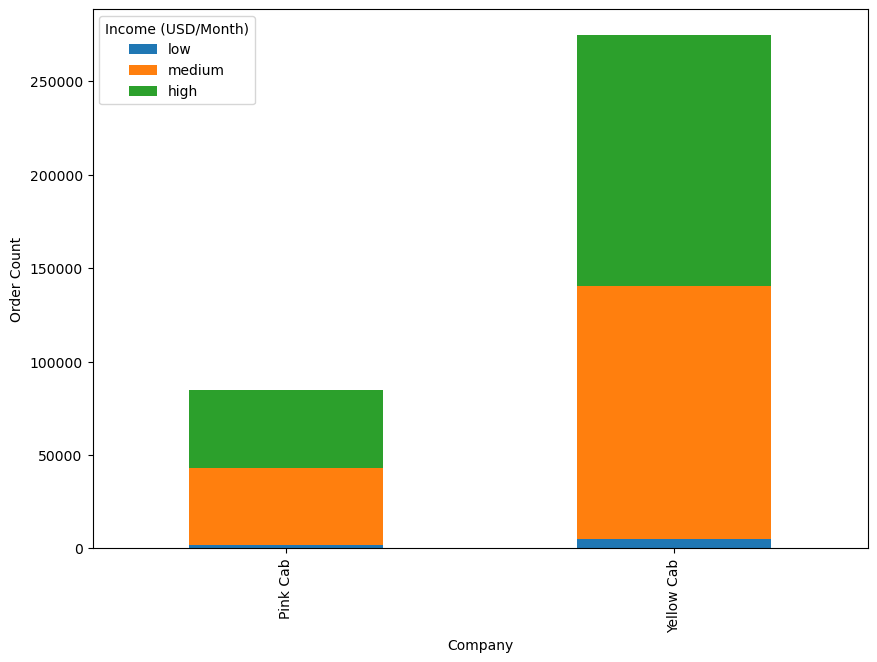 Income (USD/Month)
low
medium
high
250000
200000
150000
100000
50000
0
Order Count
Pink Cab
Yellow Cab
Company